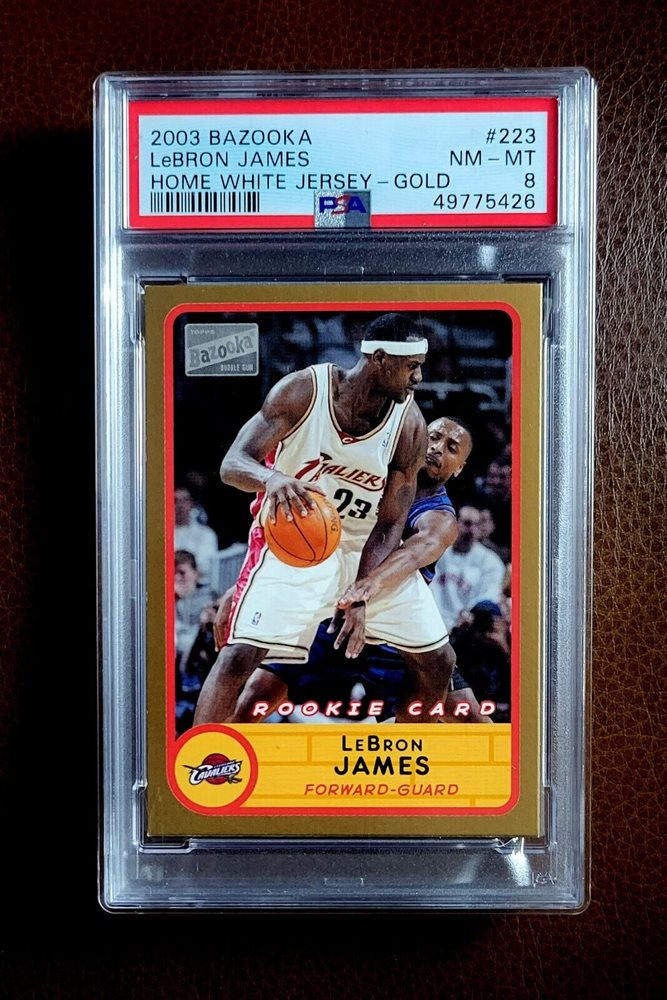 2003 BAZOOKA #223
LeBRON JAMES NM - MT
HOME WHITE JERSEY - GOLD 8
PSA 49775426
TOPPS
Bazooka
BUBBLE GUM
CAVALIERS
23
ROOKIE CARD
CAVALIERS
LEBRON
JAMES
FORWARD-GUARD